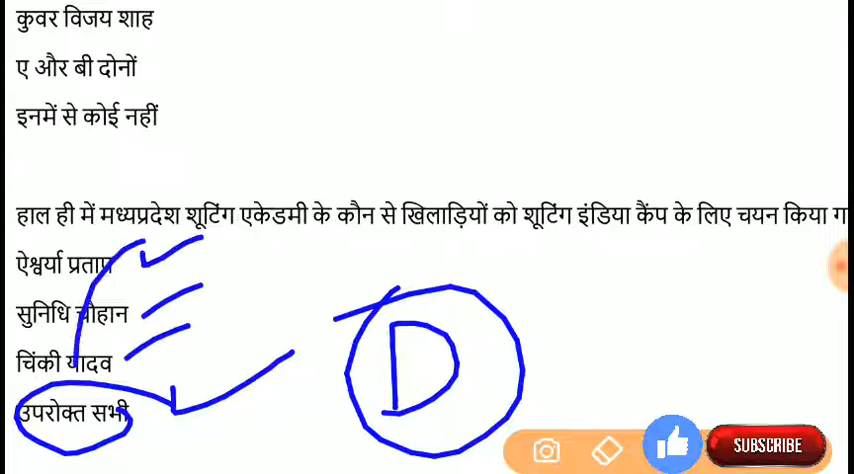 कुवर विजय शाह
ए और बी दोनों
इनमें से कोई नहीं
हाल ही में मध्यप्रदेश शूटिंग एकेडमी के कौन से खिलाड़ियों को शूटिंग इंडिया कैंप के लिए चयन किया ग
ऐश्वर्या प्रताप
सुनिधि चौहान
चिंकी यादव
उपरोक्त सभी
D
SUBSCRIBE